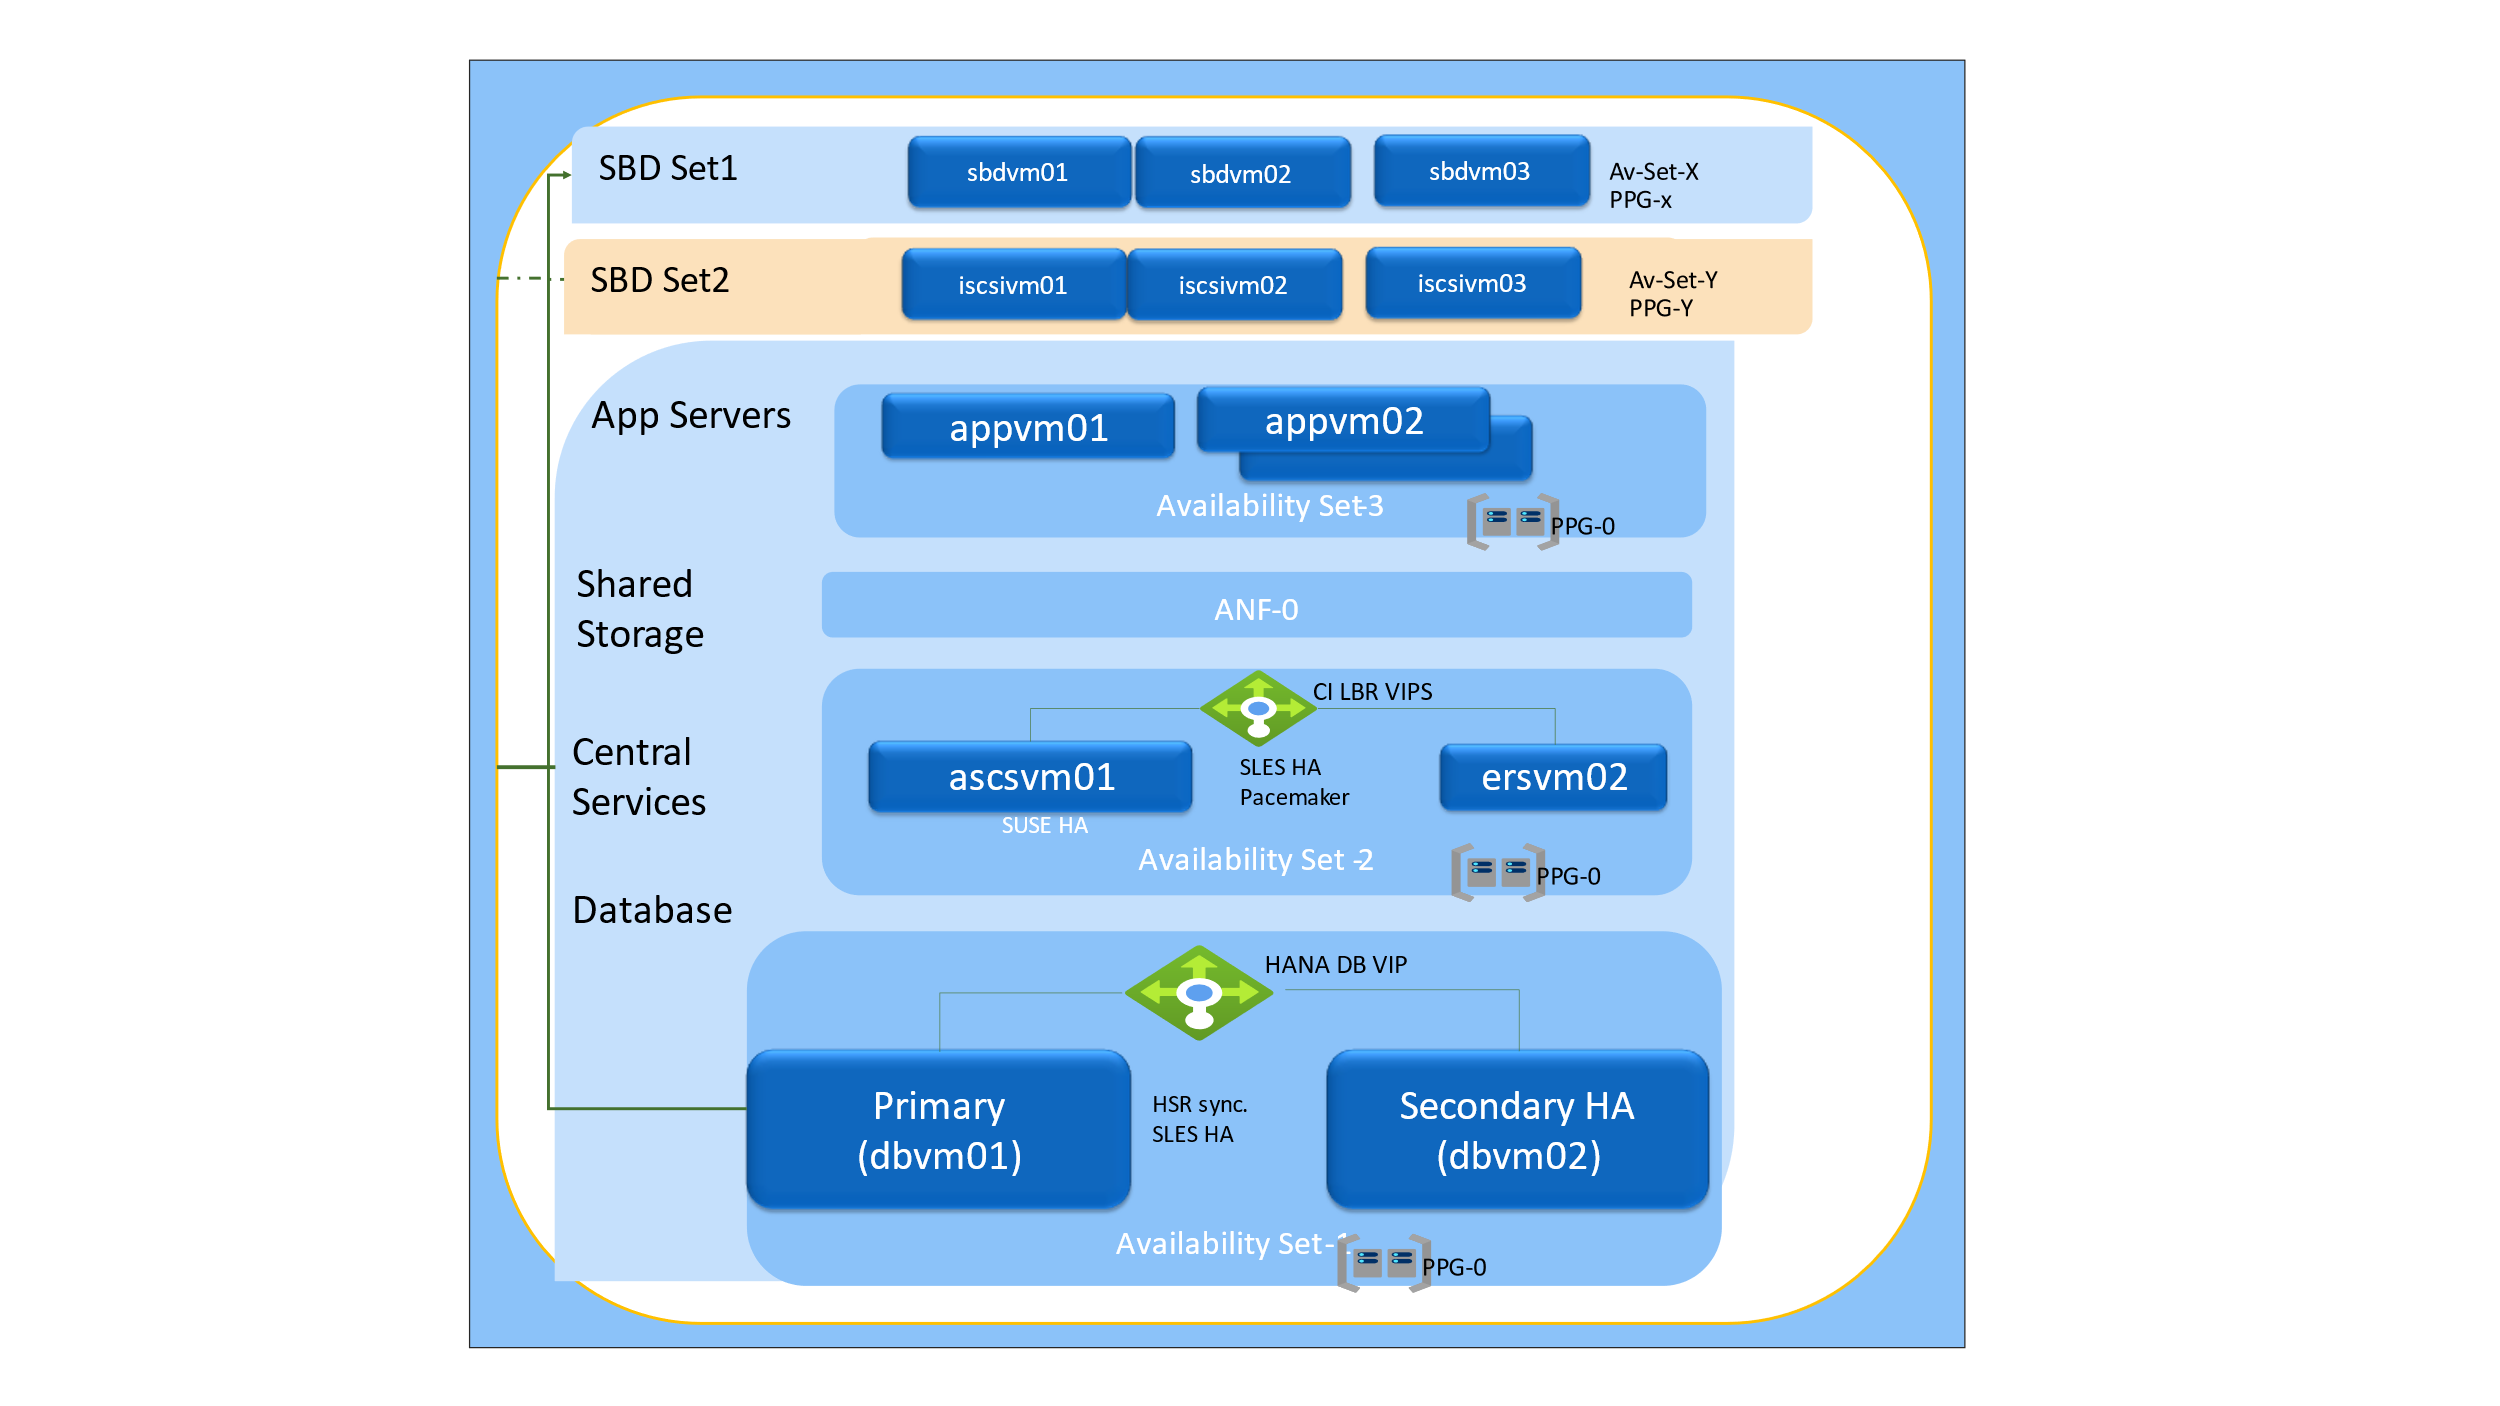 SBD Set1
sbdvm01
sbdvm02
sbdvm03
Av-Set-X
PPG-x
SBD Set2
iscsivm01
iscsivm02
iscsivm03
Av-Set-Y
PPG-Y
App Servers
appvm01
appvm02
Availability Set-3
PPG-0
Shared
Storage
ANF-0
CI LBR VIPS
Central
Services
ascsvm01
SLES HA
Pacemaker
ersvm02
SUSE HA
Availability Set -2
PPG-0
Database
HANA DB VIP
Primary
(dbvm01)
HSR sync.
SLES HA
Secondary HA
(dbvm02)
Availability Set-1
PPG-0